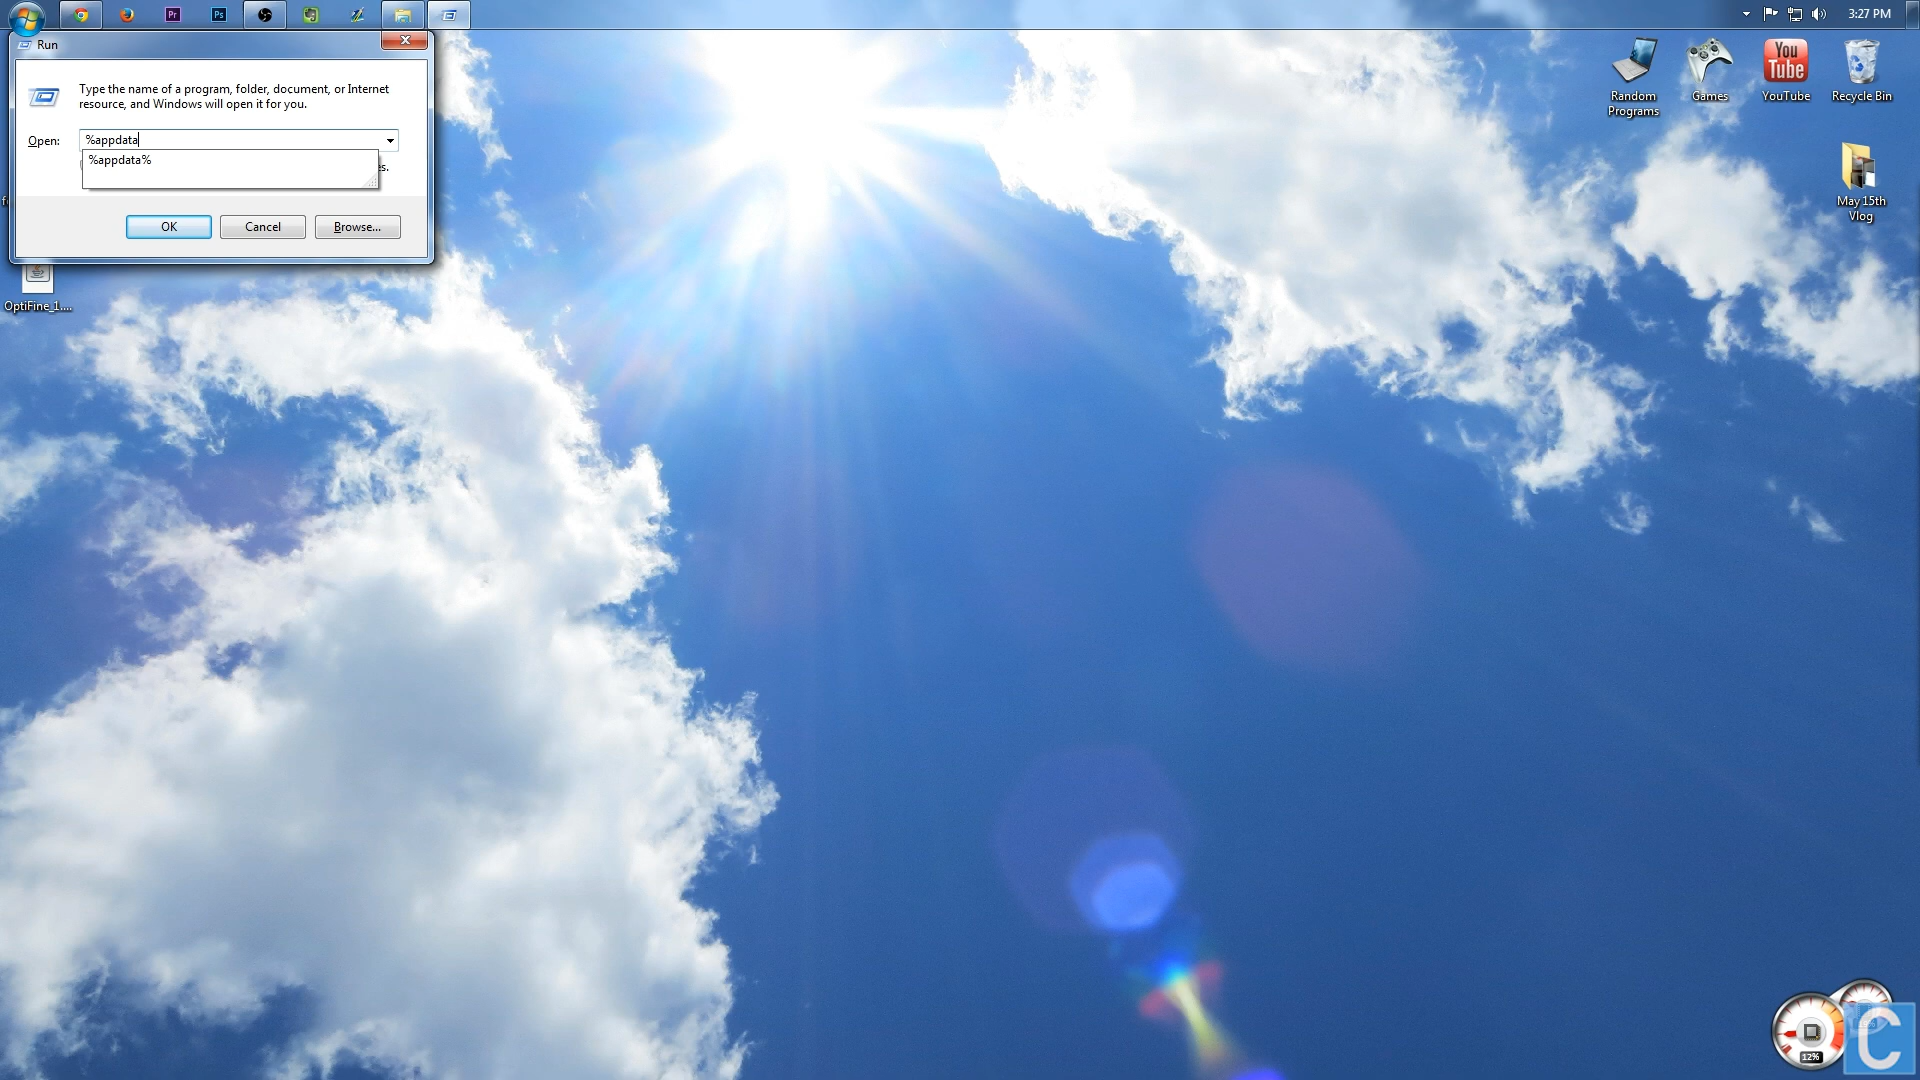 Pr
Ps
3:27 PM
Run
Type the name of a program, folder, document, or Internet
resource, and Windows will open it for you.
Open:
%appdata
%appdata%
s.
OK
Cancel
Browse...
OptiFine_1....
Random
Programs
Games
You
Tube
YouTube
Recycle Bin
May 15th
Vlog
12%
C